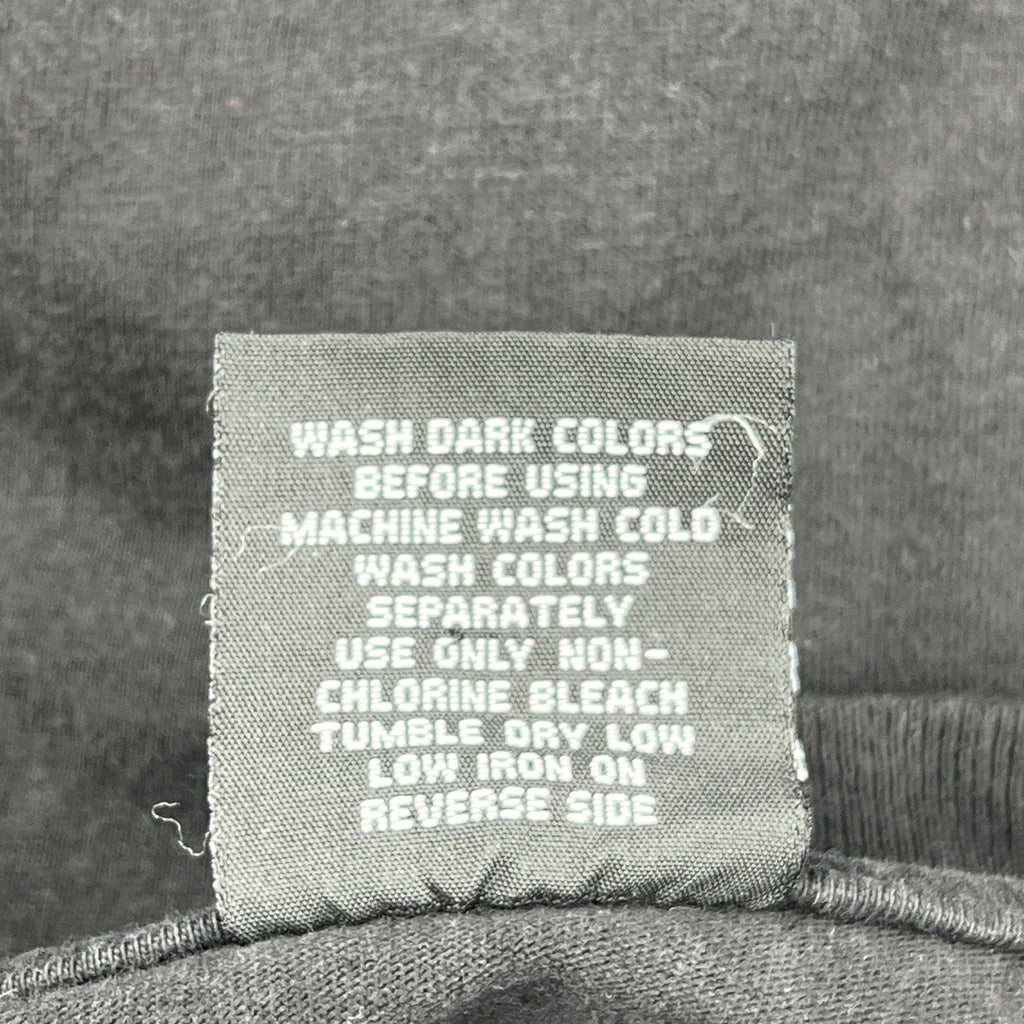 WASH DARK COLORS
BEFORE USING
MACHINE WASH COLD
WASH COLORS
SEPARATELY
USE ONLY NON-
CHLORINE BLEACH
TUMBLE DRY LOW
LOW IRON ON
REVERSE SIDE